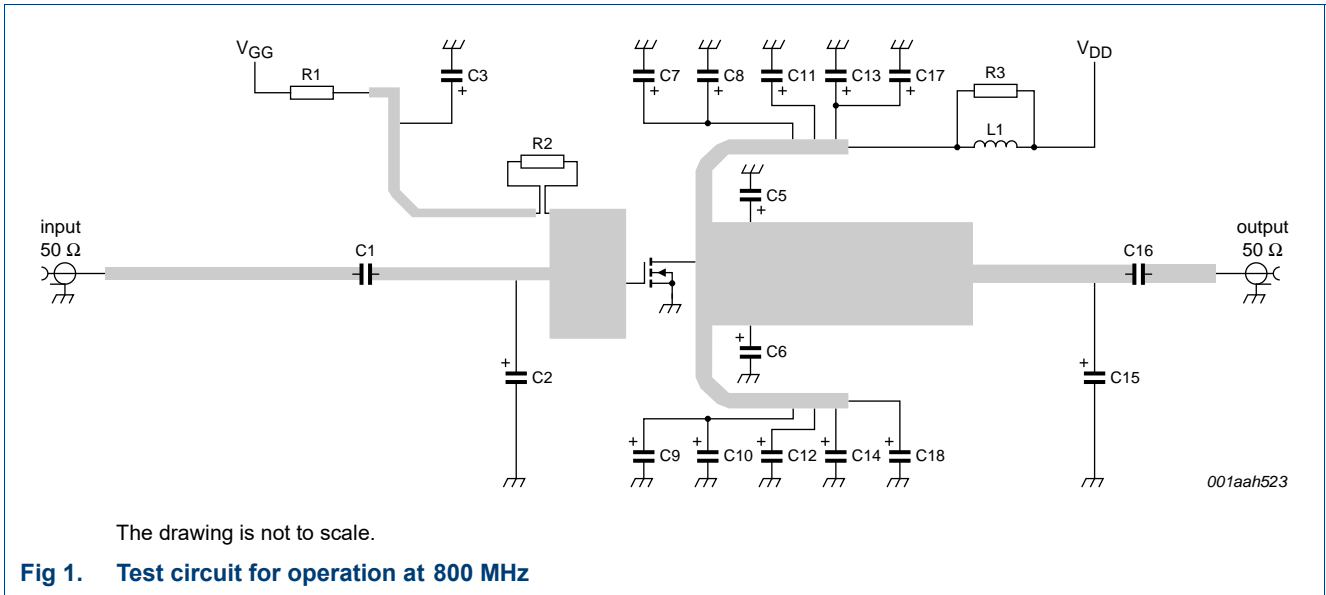 V_GG
R1
C3
+
C7
+
C8
+
C11
+
C13
+
C17
+
R3
L1
V_DD
R2
C5
+
input
50 Ω
C1
C16
output
50 Ω
+
C2
+
C6
+
C15
+
C9
+
C10
+
C12
+
C14
+
C18
001aah523
The drawing is not to scale.
Fig 1. Test circuit for operation at 800 MHz